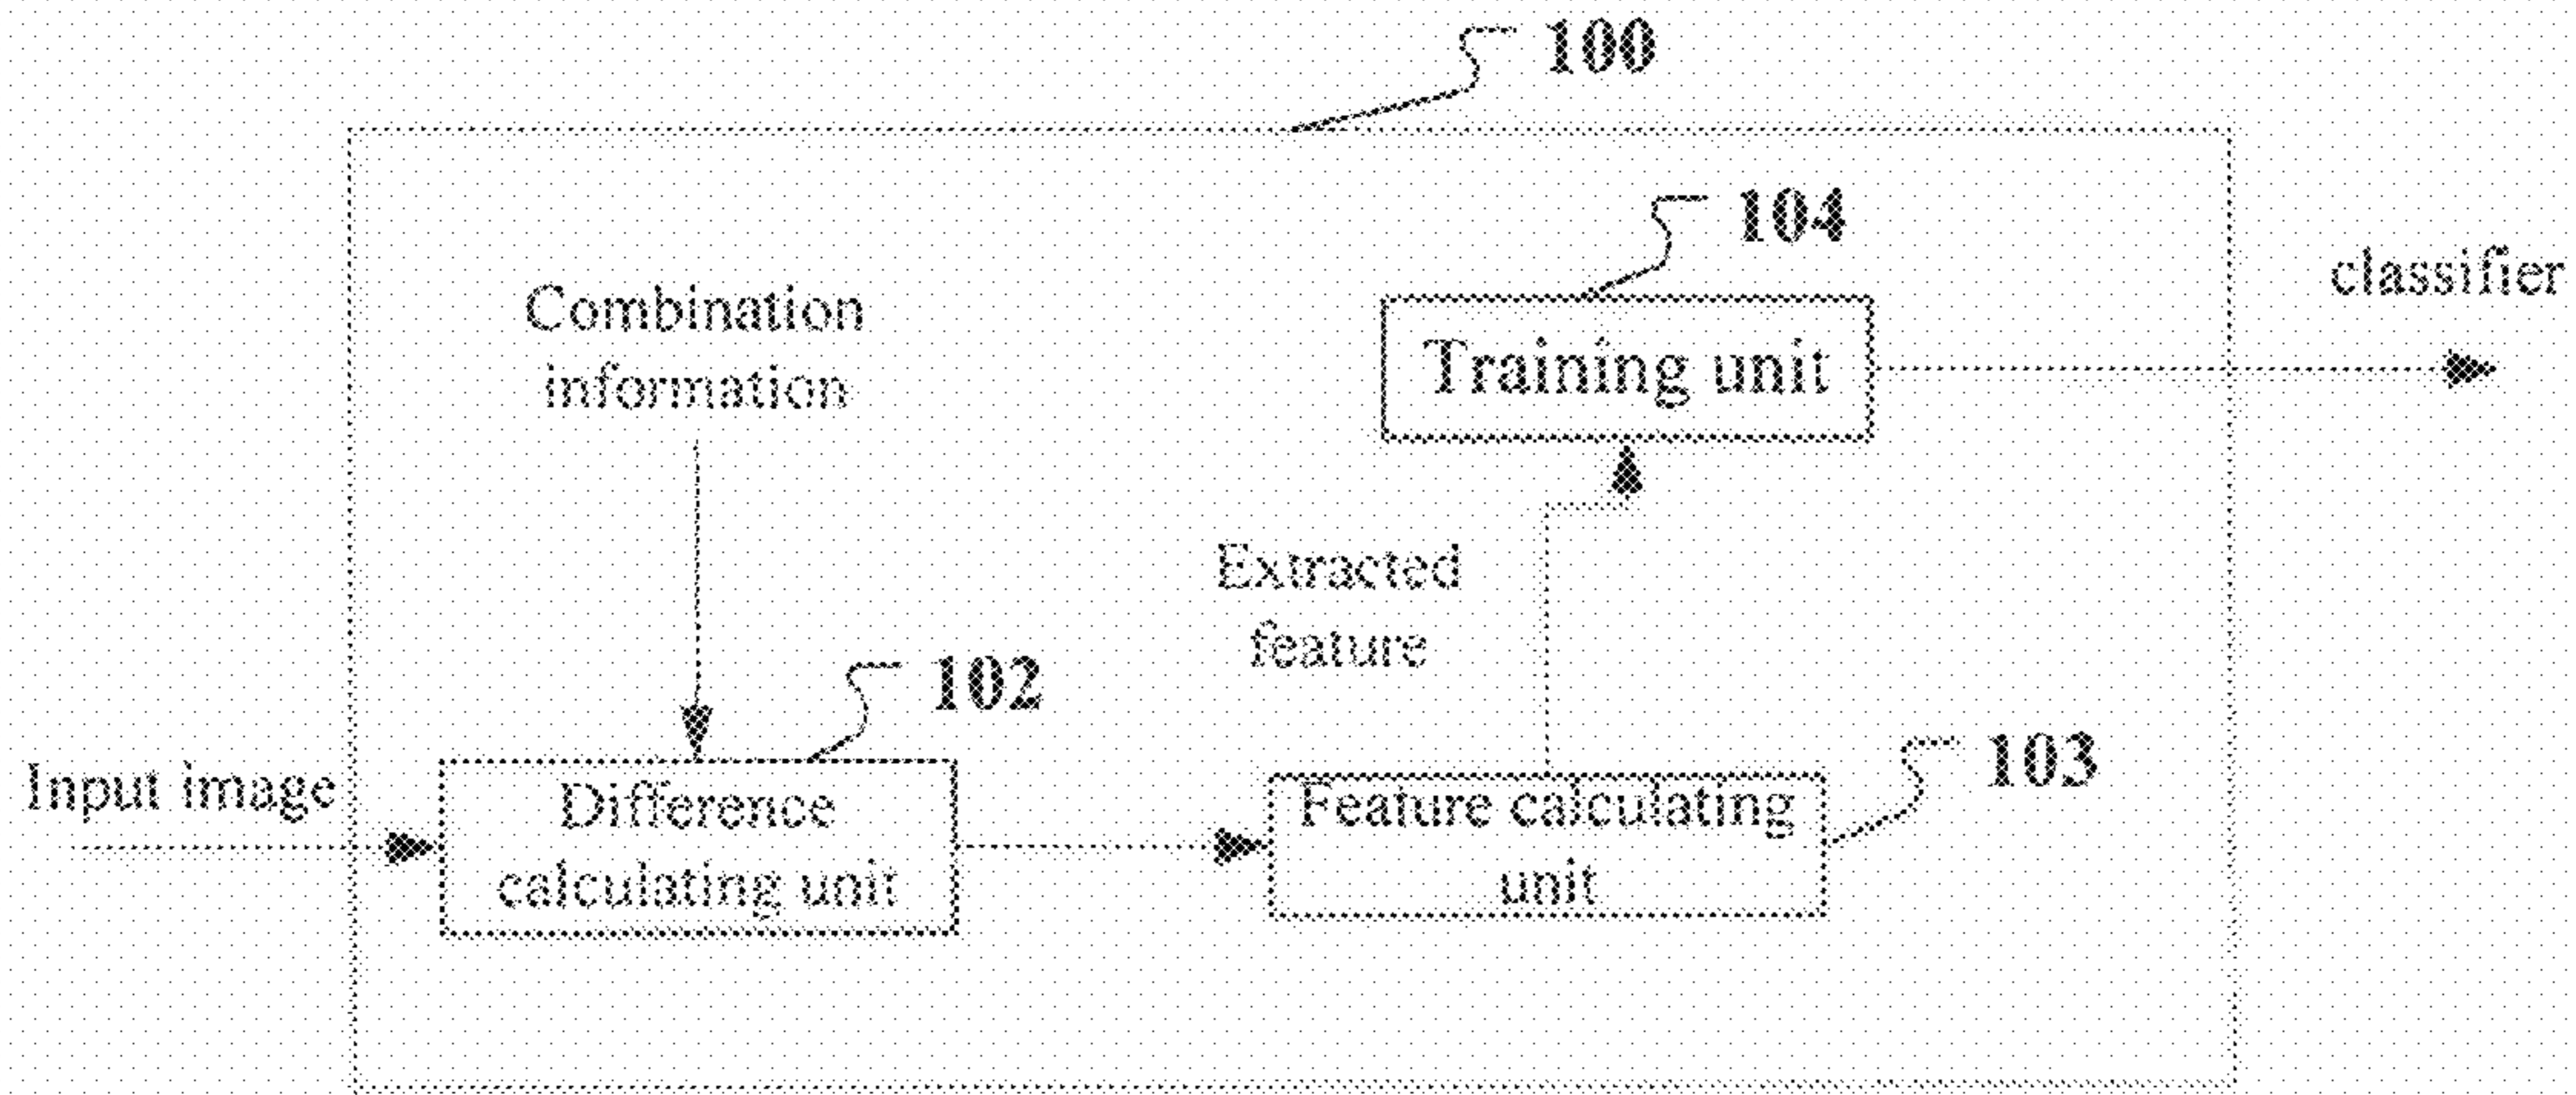 100
104
classifier
Combination
information
Training unit
Extracted
feature
102
103
Input image
Difference
calculating unit
Feature calculating
unit